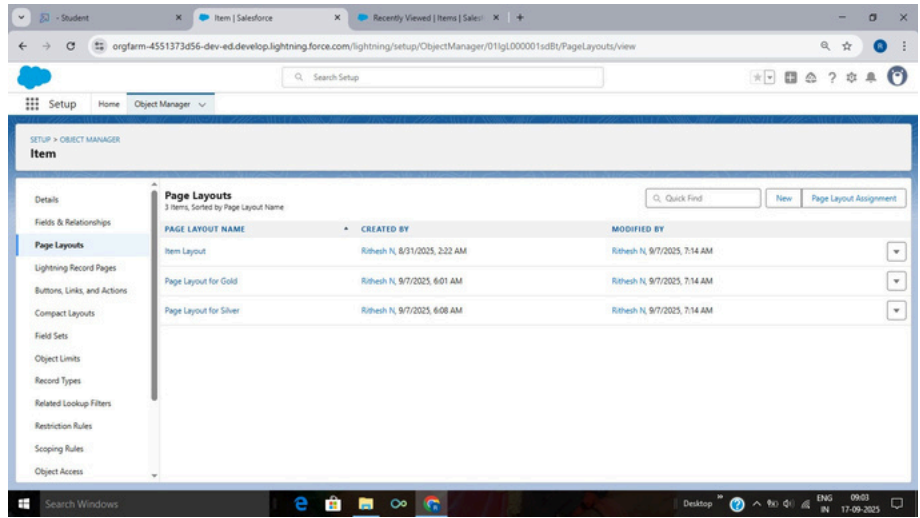 - Student
Item | Salesforce
Recently Viewed | Items | Salesf
orgfarm-4551373d56-dev-ed.develop.lightning.force.com/lightning/setup/ObjectManager/01IgL000001sdBt/PageLayouts/view
Search Setup
Setup Home Object Manager
SETUP > OBJECT MANAGER
Item
Details
Fields & Relationships
Page Layouts
Lightning Record Pages
Buttons, Links, and Actions
Compact Layouts
Field Sets
Object Limits
Record Types
Related Lookup Filters
Restriction Rules
Scoping Rules
Object Access
Page Layouts
3 Items, Sorted by Page Layout Name
Quick Find New Page Layout Assignment
PAGE LAYOUT NAME CREATED BY MODIFIED BY
Item Layout Rithesh N, 8/31/2025, 2:22 AM Rithesh N, 9/7/2025, 7:14 AM
Page Layout for Gold Rithesh N, 9/7/2025, 6:01 AM Rithesh N, 9/7/2025, 7:14 AM
Page Layout for Silver Rithesh N, 9/7/2025, 6:08 AM Rithesh N, 9/7/2025, 7:14 AM
Search Windows
Desktop
ENG 09:03
IN 17-09-2025